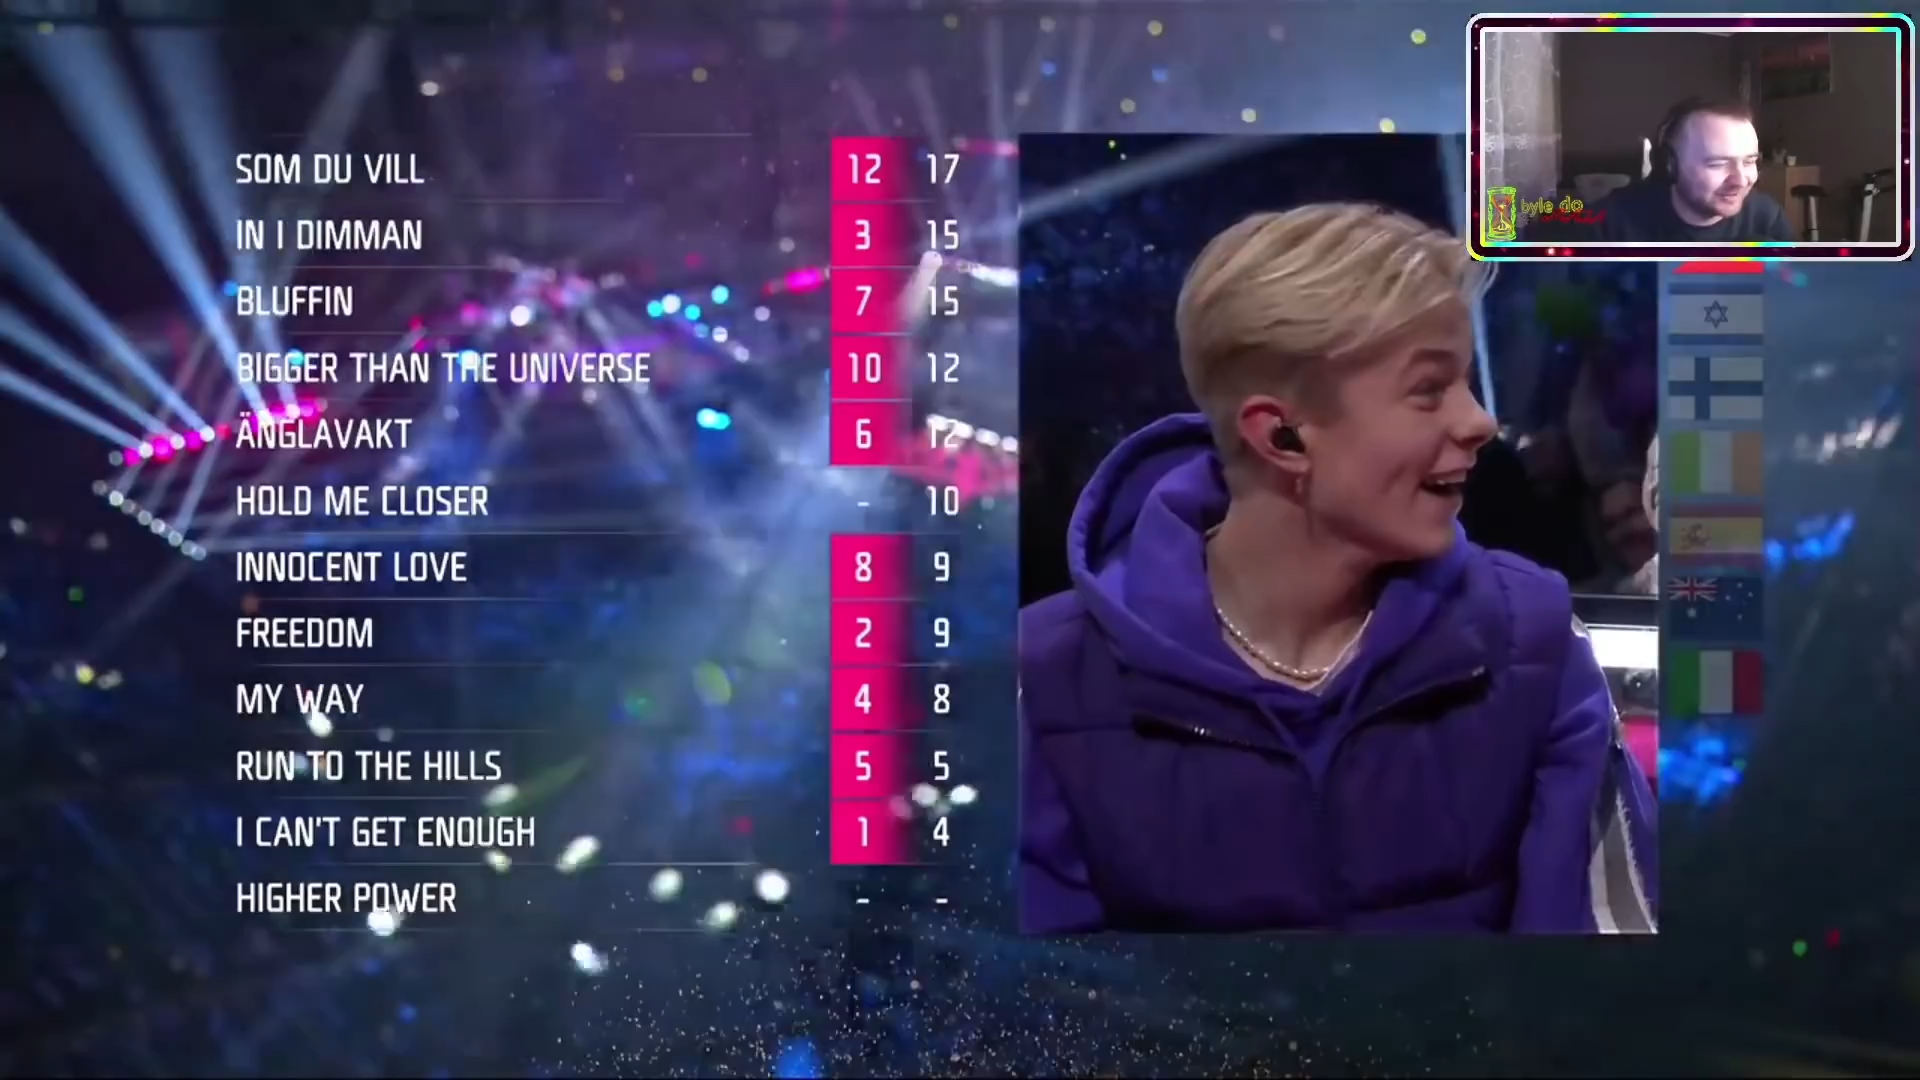 SOM DU VILL 12 17
IN I DIMMAN 3 15
BLUFFIN 7 15
BIGGER THAN THE UNIVERSE 10 12
ÄNGLAVAKT 6 12
HOLD ME CLOSER - 10
INNOCENT LOVE 8 9
FREEDOM 2 9
MY WAY 4 8
RUN TO THE HILLS 5 5
I CAN'T GET ENOUGH 1 4
HIGHER POWER - -
byle do